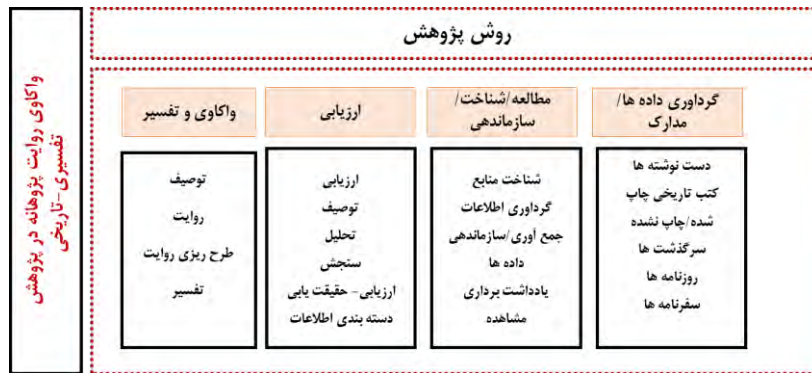 روش پژوهش
گرداوری داده ها/
مدارک
دست نوشته ها
کتب تاریخی چاپ
شده/چاپ نشده
سرگذشت ها
روزنامه ها
سفرنامه ها
مطالعه/شناخت/
سازماندهی
شناخت منابع
گرداوری اطلاعات
جمع آوری/سازماندهی
داده ها
یادداشت برداری
مشاهده
ارزیابی
ارزیابی
توصیف
تحلیل
سنجش
ارزیابی- حقیقت یابی
دسته بندی اطلاعات
واکاوی و تفسیر
توصیف
روایت
طرح ریزی روایت
تفسیر
واکاوی روایت پژوهانه در پژوهش
تفسیری-تاریخی